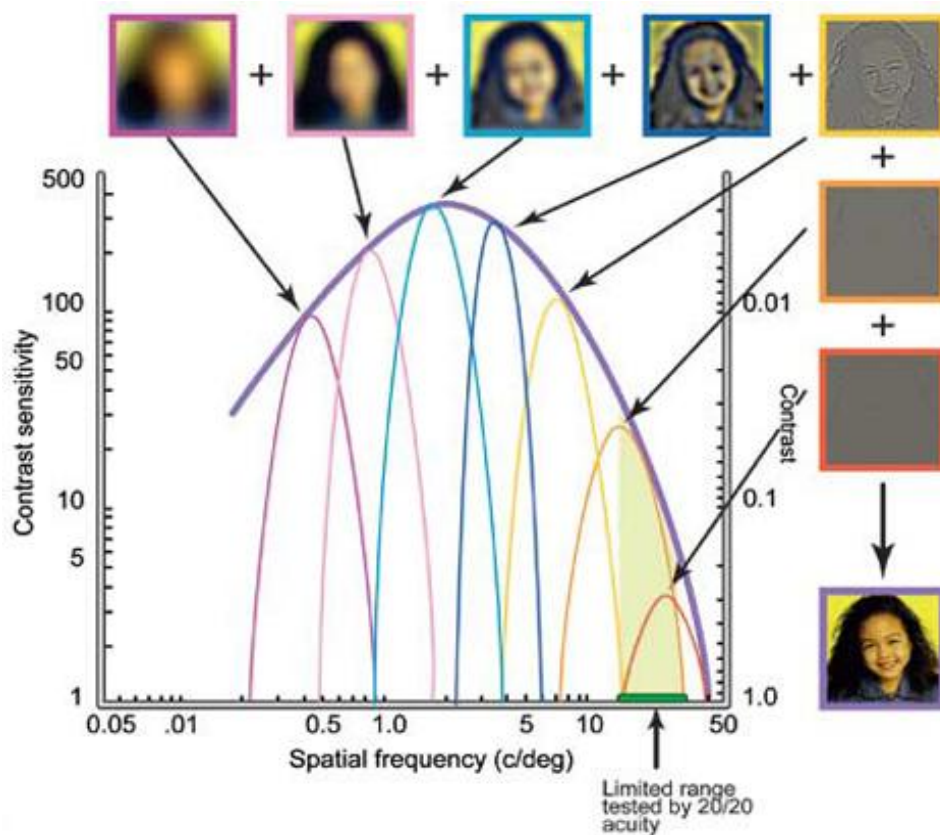 + + + +
+
+
500
100
50
10
5
1
Contrast sensitivity
0.01
0.1
1.0
Contrast
0.05 .01 0.5 1.0 5 10 50
Spatial frequency (c/deg)
Limited range
tested by 20/20
acuity